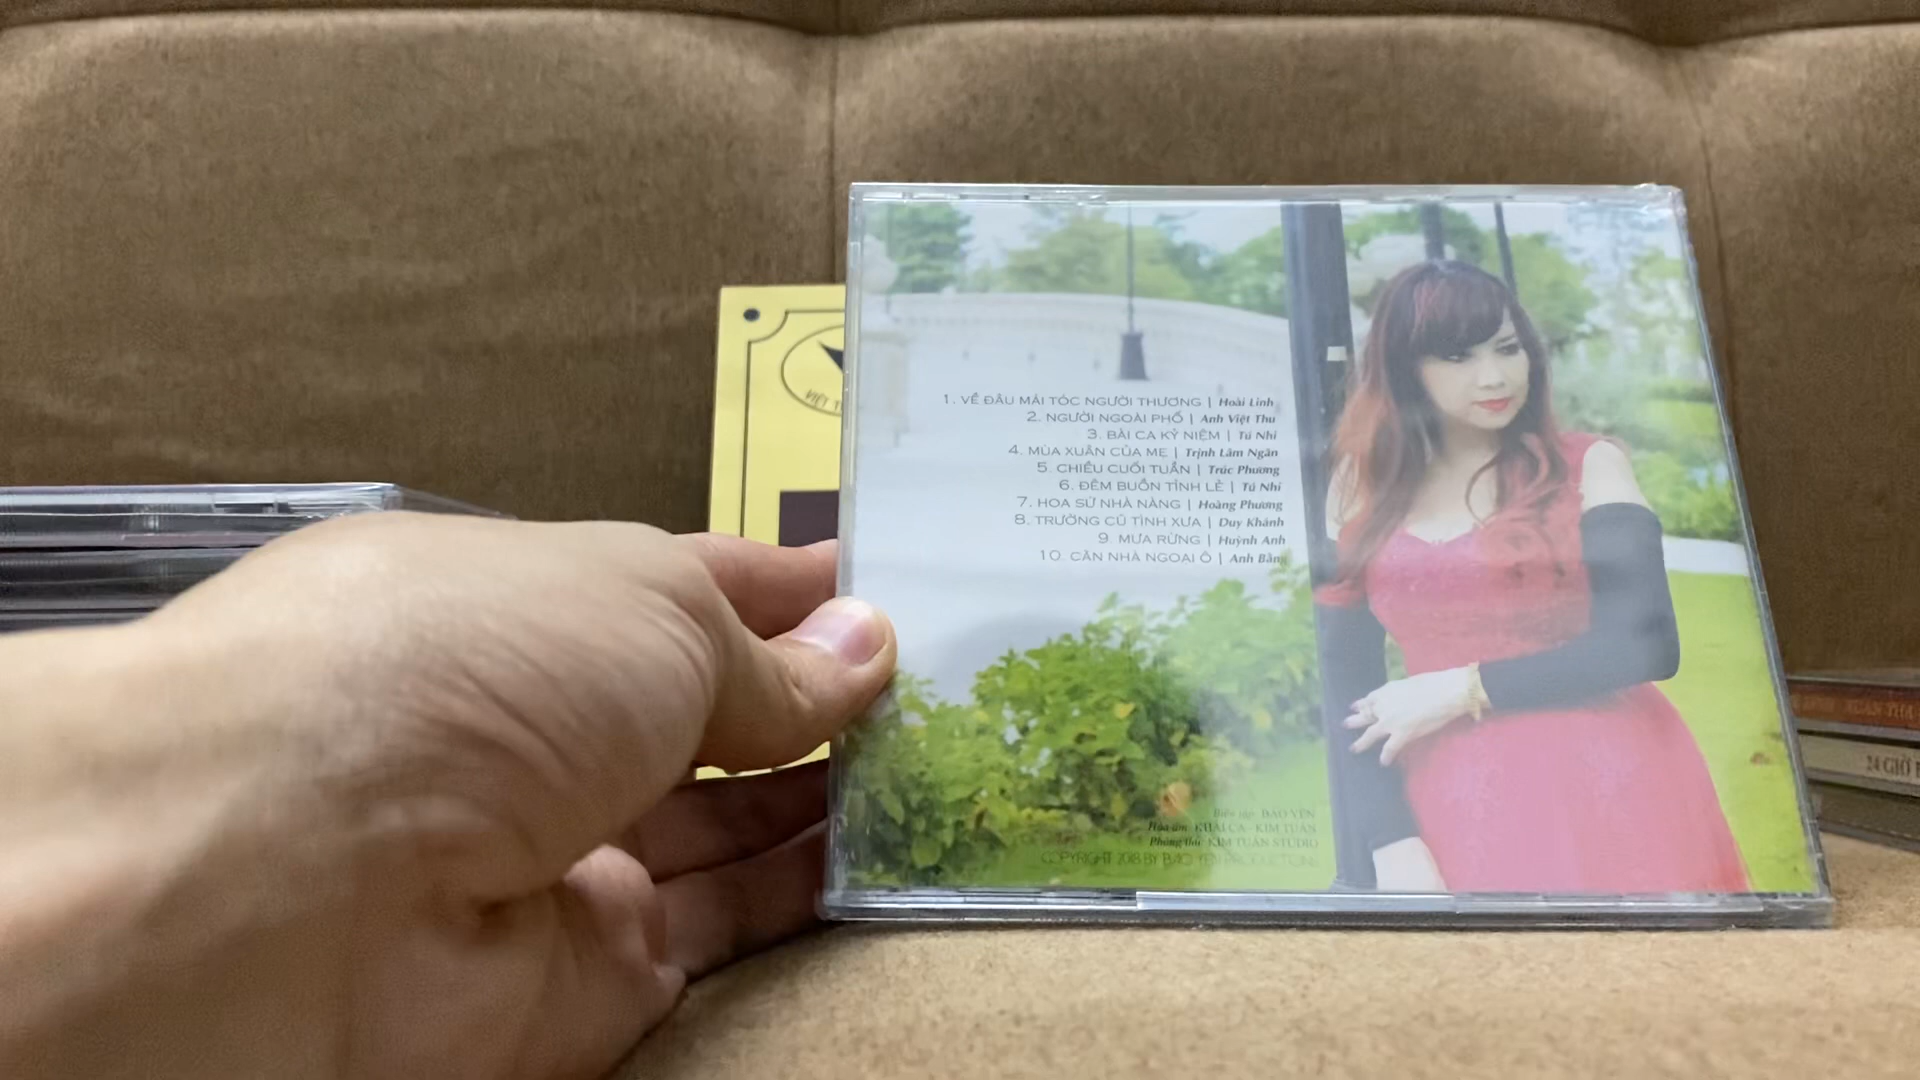 VIỆT
1. VỀ ĐÂU MÁI TÓC NGƯỜI THƯƠNG | Hoài Linh
2. NGƯỜI NGOÀI PHỐ | Anh Việt Thu
3. BÀI CA KỶ NIỆM | Tú Nhi
4. MÙA XUÂN CỦA MẸ | Trịnh Lâm Ngân
5. CHIỀU CUỐI TUẦN | Trúc Phương
6. ĐÊM BUỒN TỈNH LẺ | Tú Nhi
7. HOA SỨ NHÀ NÀNG | Hoàng Phương
8. TRƯỜNG CŨ TÌNH XƯA | Duy Khánh
9. MƯA RỪNG | Huỳnh Anh
10. CĂN NHÀ NGOẠI Ô | Anh Bằng
Biên tập: BẢO YẾN
Hòa âm: KHẢI CA - KIM TUẤN
Phòng thu: KIM TUẤN STUDIO
COPYRIGHT 2018 BY BẢO YẾN PRODUCTIONS
24 GIỜ